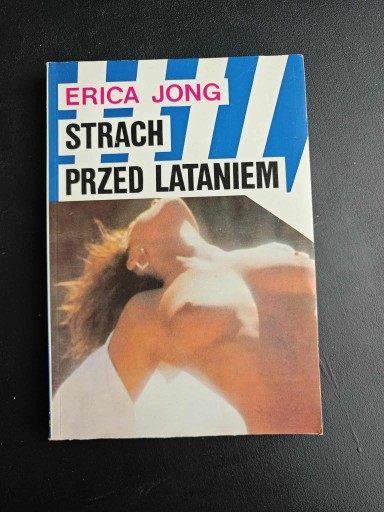 ERICA JONG
STRACH
PRZED LATANIEM